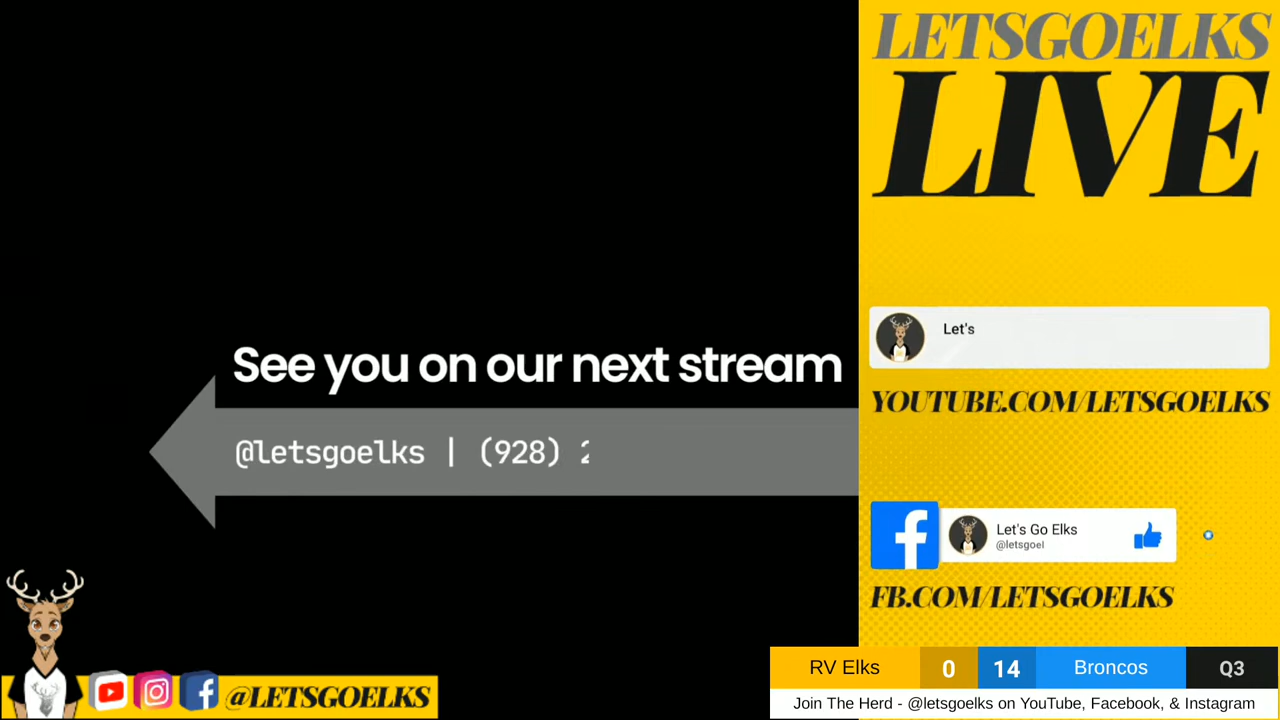 LETSGOELKS
LIVE
Let's
YOUTUBE.COM/LETSGOELKS
See you on our next stream
@letsgoelks | (928)
Let's Go Elks
@letsgoel
FB.COM/LETSGOELKS
@LETSGOELKS
RV Elks 0 14 Broncos Q3
Join The Herd - @letsgoelks on YouTube, Facebook, & Instagram